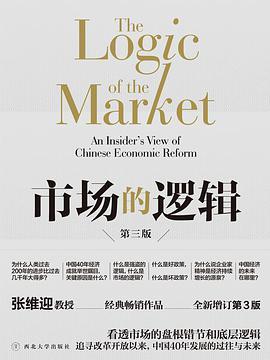 The
Logic
of the
Market
An Insider's View of
Chinese Economic Reform
市场的逻辑
第三版
为什么人类过去
200年的进步比过去
几千年大得多?
中国40年经济
成就举世瞩目,
关键原因是什么?
什么是强盗的
逻辑,什么是
市场的逻辑?
什么是好政策,
什么是坏政策?
为什么说企业家
精神是经济持续
增长的源泉?
中国经济
的未来
在哪里?
张维迎教授 经典畅销作品 全新增订第3版
看透市场的盘根错节和底层逻辑
追寻改革开放以来,中国40年发展的过往与未来
西北大学出版社